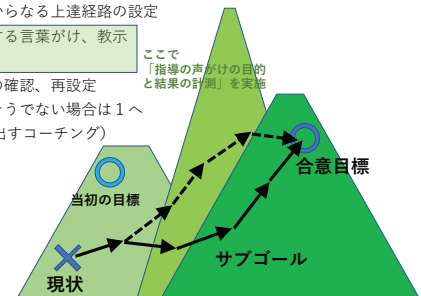 らなる上達経路の設定
る言葉がけ、教示
ここで
「指導の声がけの目的
と結果の計測」を実施
の確認、再設定
そうでない場合は１へ
出すコーチング）
合意目標
当初の目標
サブゴール
現状